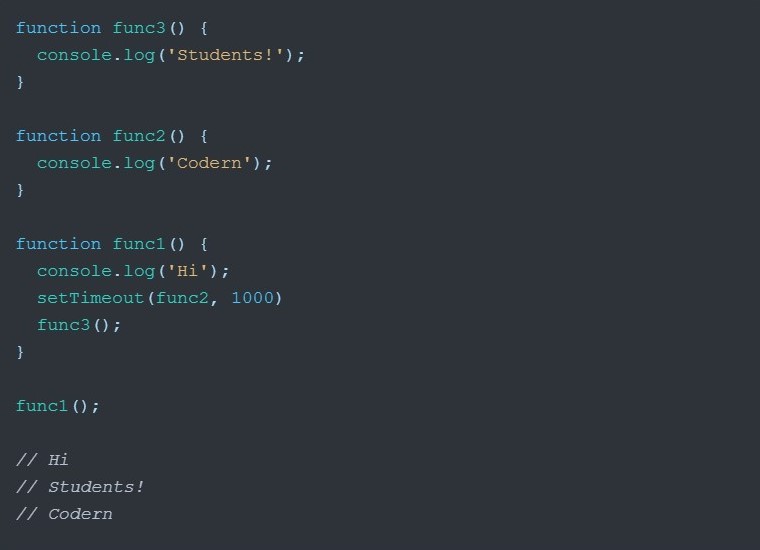 function func3() {
  console.log('Students!');
}

function func2() {
  console.log('Codern');
}

function func1() {
  console.log('Hi');
  setTimeout(func2, 1000)
  func3();
}

func1();

// Hi
// Students!
// Codern